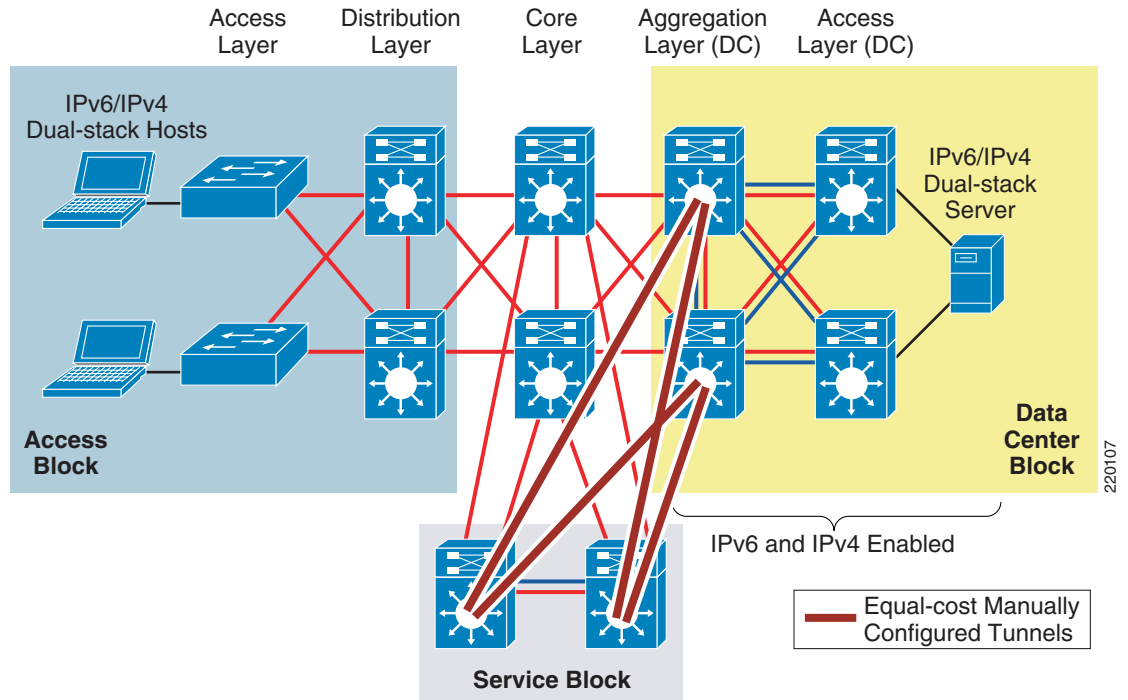 Access
Layer
Distribution
Layer
Core
Layer
Aggregation
Layer (DC)
Access
Layer (DC)
IPv6/IPv4
Dual-stack Hosts
IPv6/IPv4
Dual-stack
Server
Access
Block
Data
Center
Block
220107
IPv6 and IPv4 Enabled
Equal-cost Manually
Configured Tunnels
Service Block